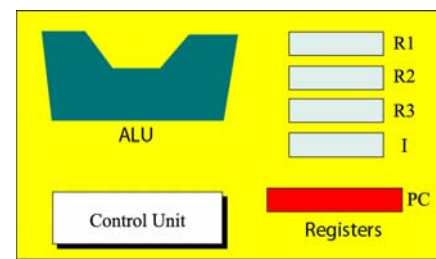 R1
R2
R3
ALU
I
Control Unit
PC
Registers